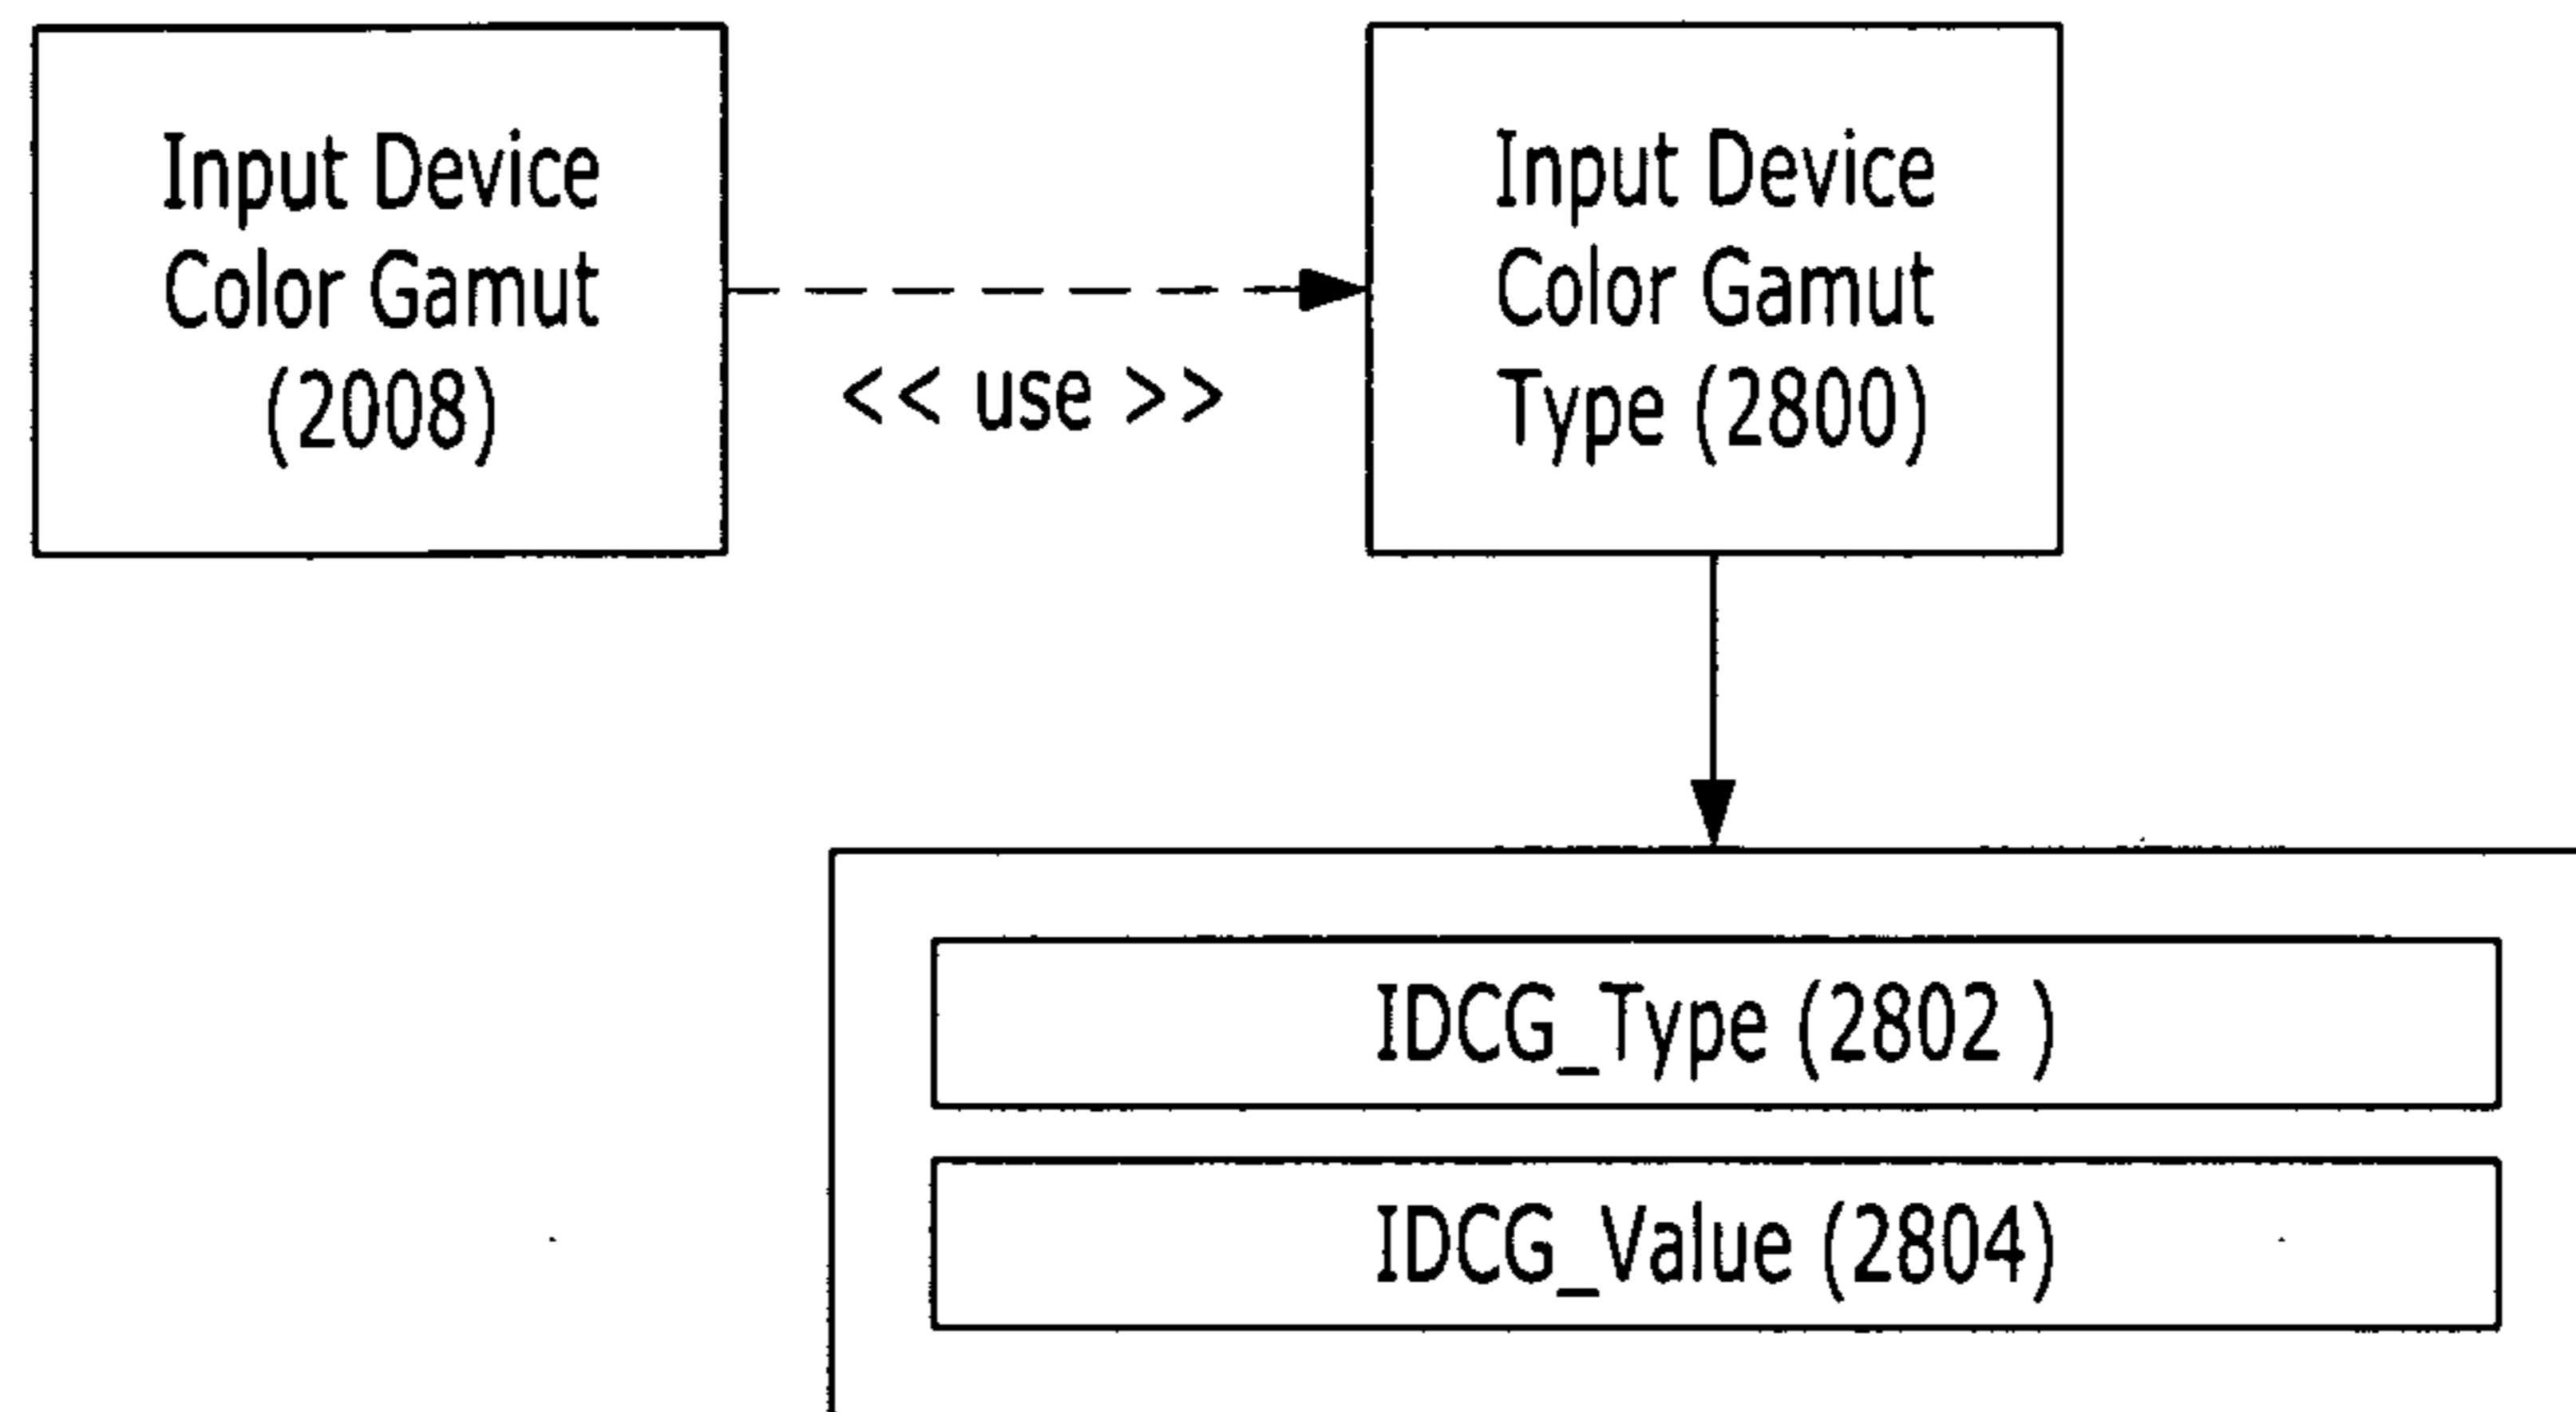 Input Device
Color Gamut
(2008)
<< use >>
Input Device
Color Gamut
Type (2800)
IDCG_Type (2802 )
IDCG_Value (2804)